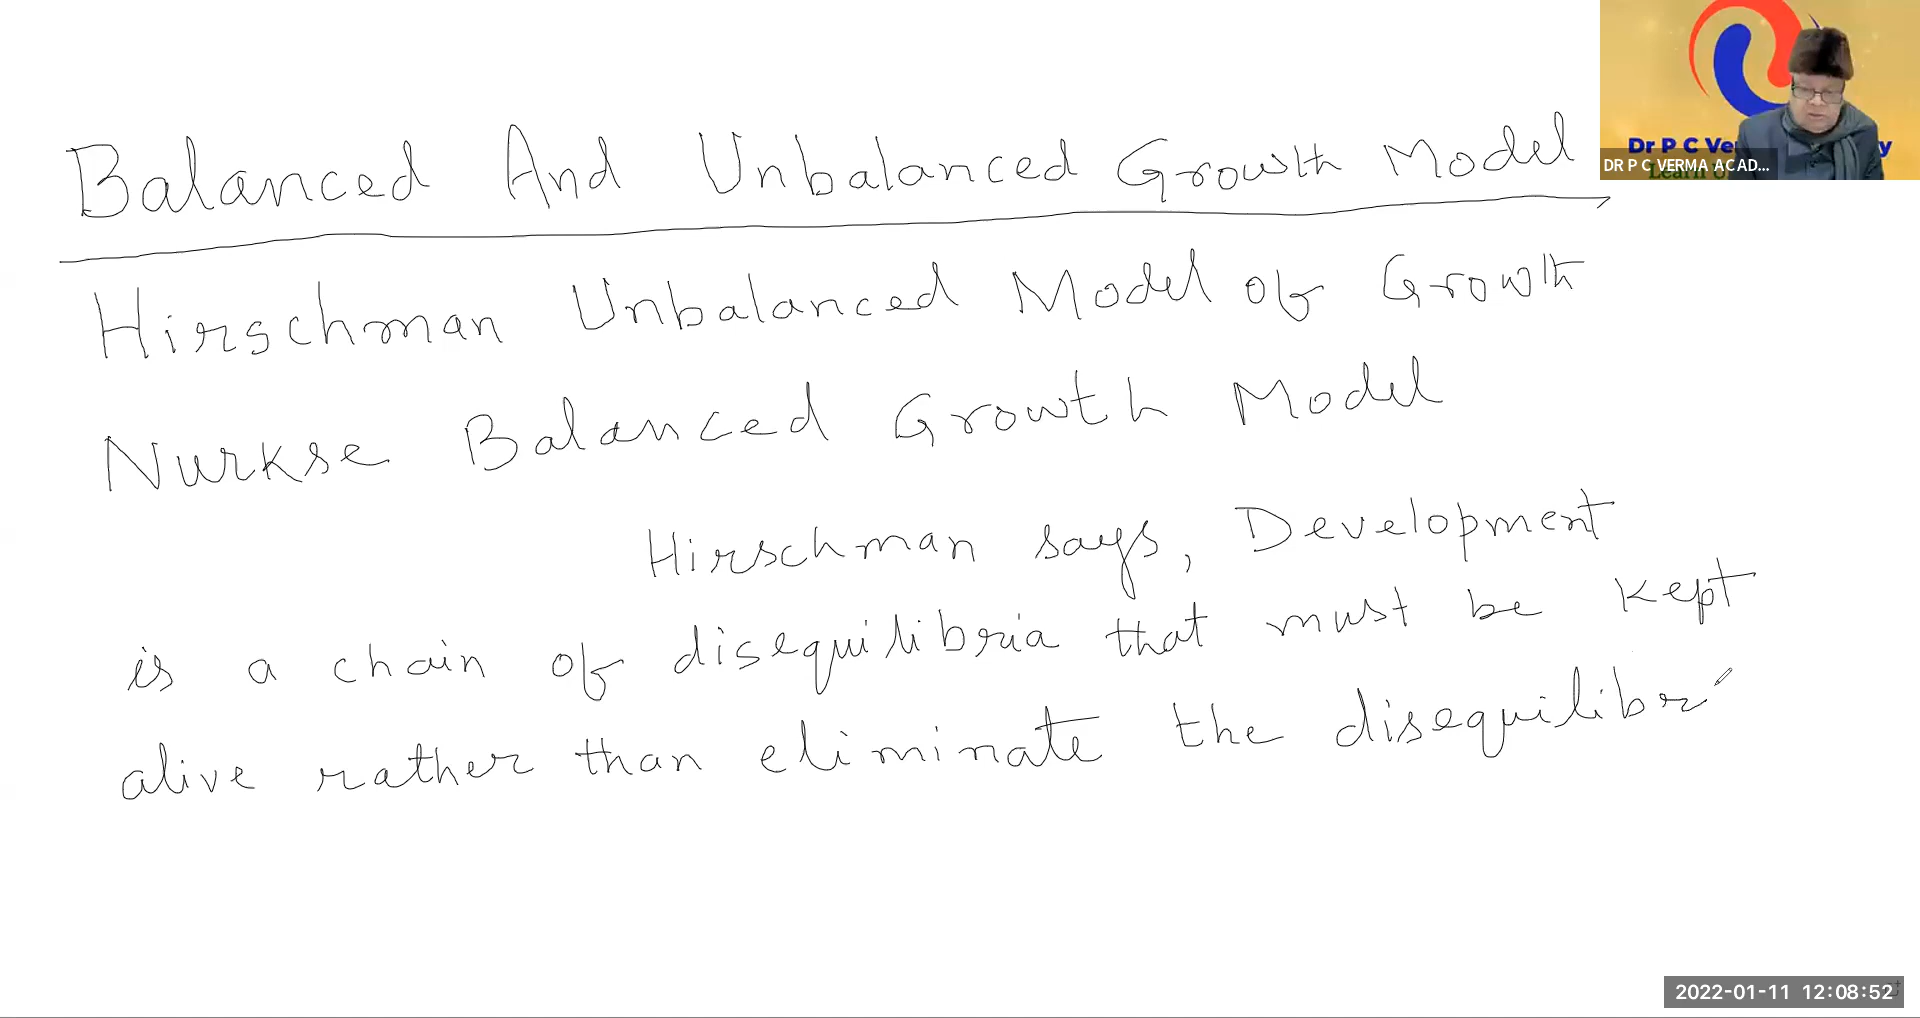 Balanced And Unbalanced Growth Model
Hirschman Unbalanced Model of Growth
Nurkse Balanced Growth Model
Hirschman says, Development
is a chain of disequilibria that must be kept
alive rather than eliminate the disequilibr
Dr P C Ve y
DR P C VERMA ACAD...
Learn U
2022-01-11 12:08:52